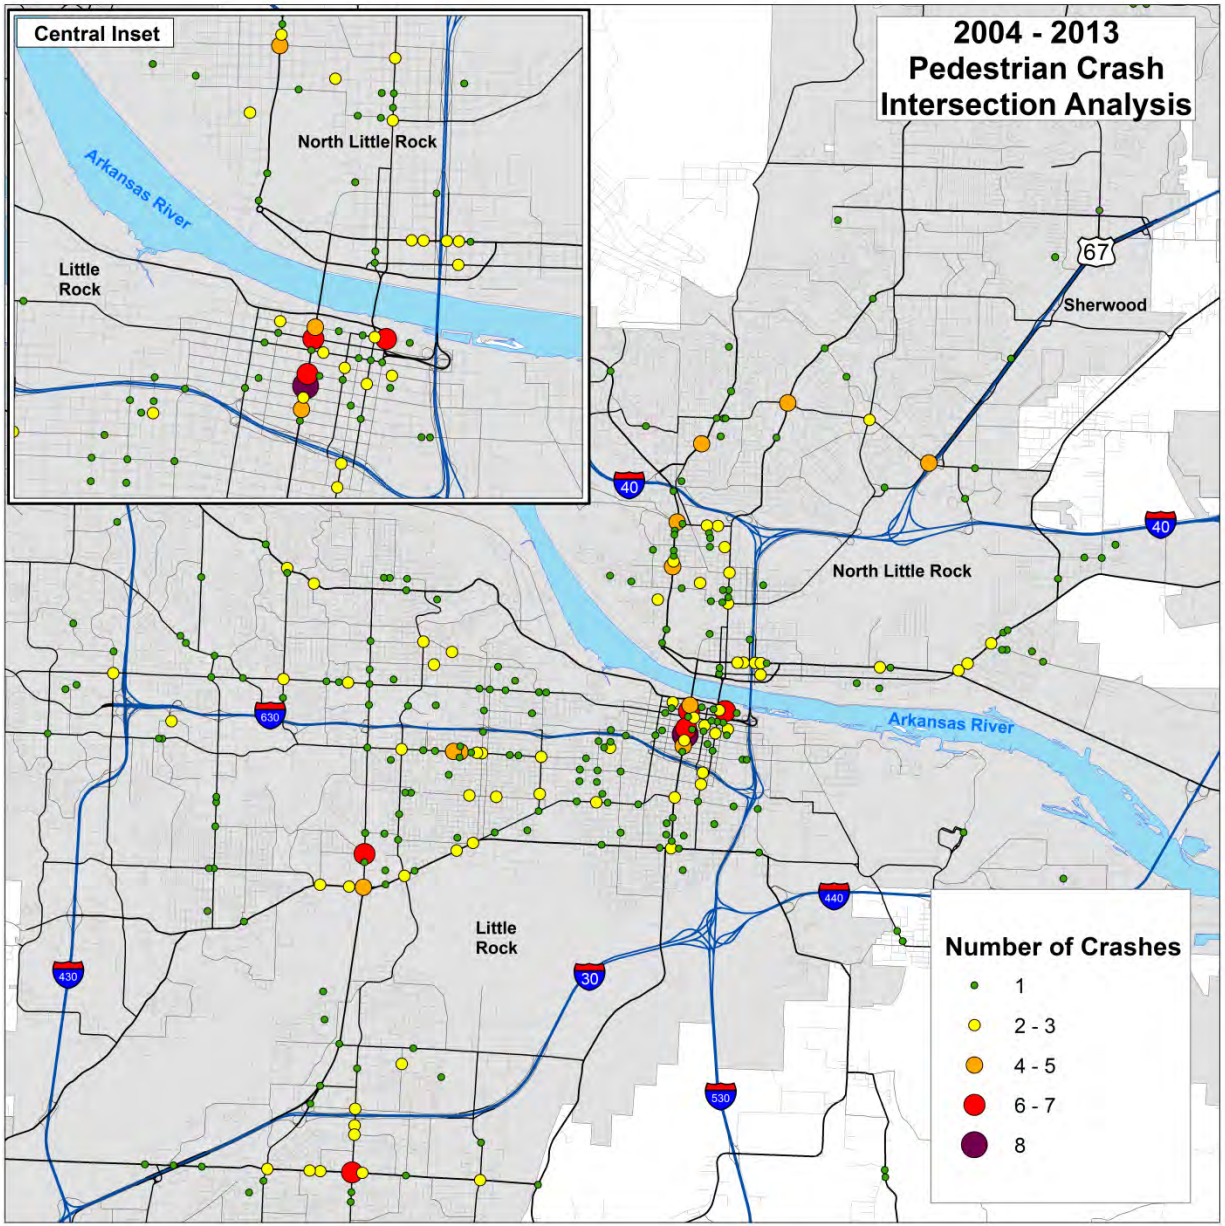 Central Inset
2004 - 2013
Pedestrian Crash
Intersection Analysis
North Little Rock
Arkansas River
Little
Rock
67
Sherwood
40
40
North Little Rock
630
Arkansas River
440
Little
Rock
430
30
530
Number of Crashes
1
2 - 3
4 - 5
6 - 7
8